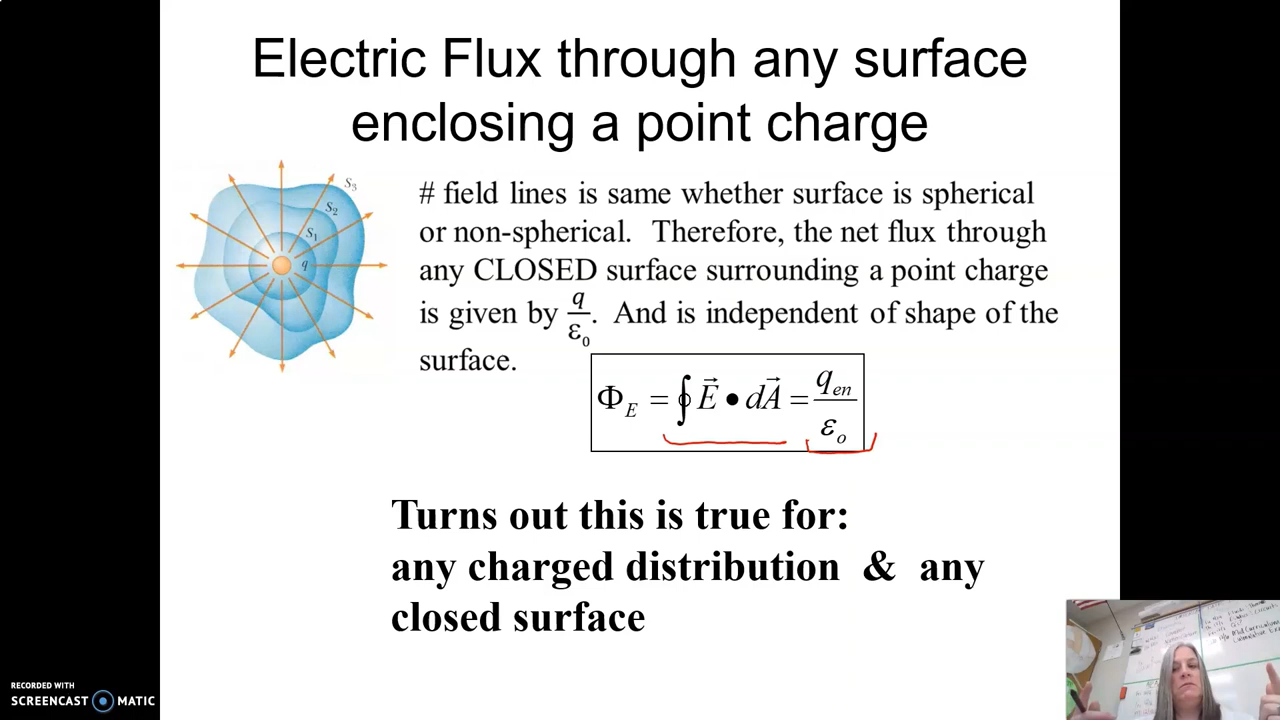 Electric Flux through any surface
enclosing a point charge
S₃
S₂
S₁
q
# field lines is same whether surface is spherical
or non-spherical. Therefore, the net flux through
any CLOSED surface surrounding a point charge
is given by q/ε₀. And is independent of shape of the
surface.
Φ_E = ∮ E⃗ • dA⃗ = q_en/ε_o
Turns out this is true for:
any charged distribution & any
closed surface
RECORDED WITH
SCREENCAST MATIC